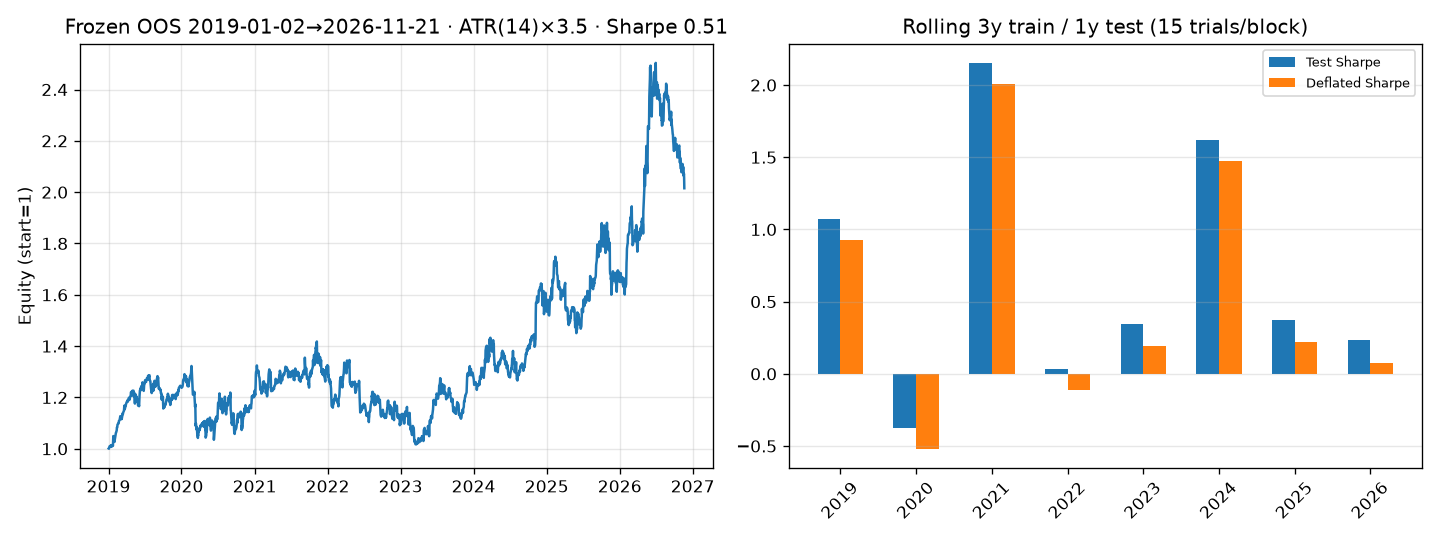 Frozen OOS 2019-01-02→2026-11-21 · ATR(14)×3.5 · Sharpe 0.51
Equity (start=1)
2.4
2.2
2.0
1.8
1.6
1.4
1.2
1.0
2019 2020 2021 2022 2023 2024 2025 2026 2027
Rolling 3y train / 1y test (15 trials/block)
Test Sharpe
Deflated Sharpe
2.0
1.5
1.0
0.5
0.0
−0.5
2019 2020 2021 2022 2023 2024 2025 2026